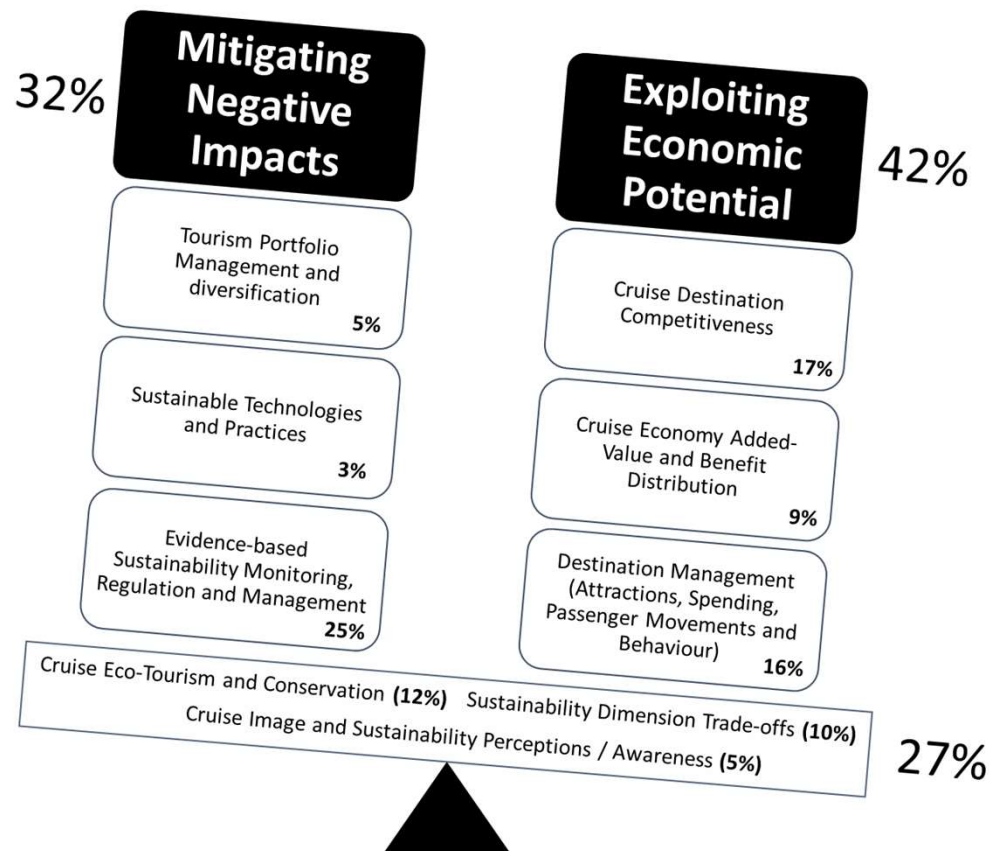 32%
Mitigating
Negative
Impacts
Tourism Portfolio
Management and
diversification
5%
Sustainable Technologies
and Practices
3%
Evidence-based
Sustainability Monitoring,
Regulation and Management
25%
Exploiting
Economic
Potential
42%
Cruise Destination
Competitiveness
17%
Cruise Economy Added-
Value and Benefit
Distribution
9%
Destination Management
(Attractions, Spending,
Passenger Movements and
Behaviour)
16%
Cruise Eco-Tourism and Conservation (12%) Sustainability Dimension Trade-offs (10%)
Cruise Image and Sustainability Perceptions / Awareness (5%)
27%